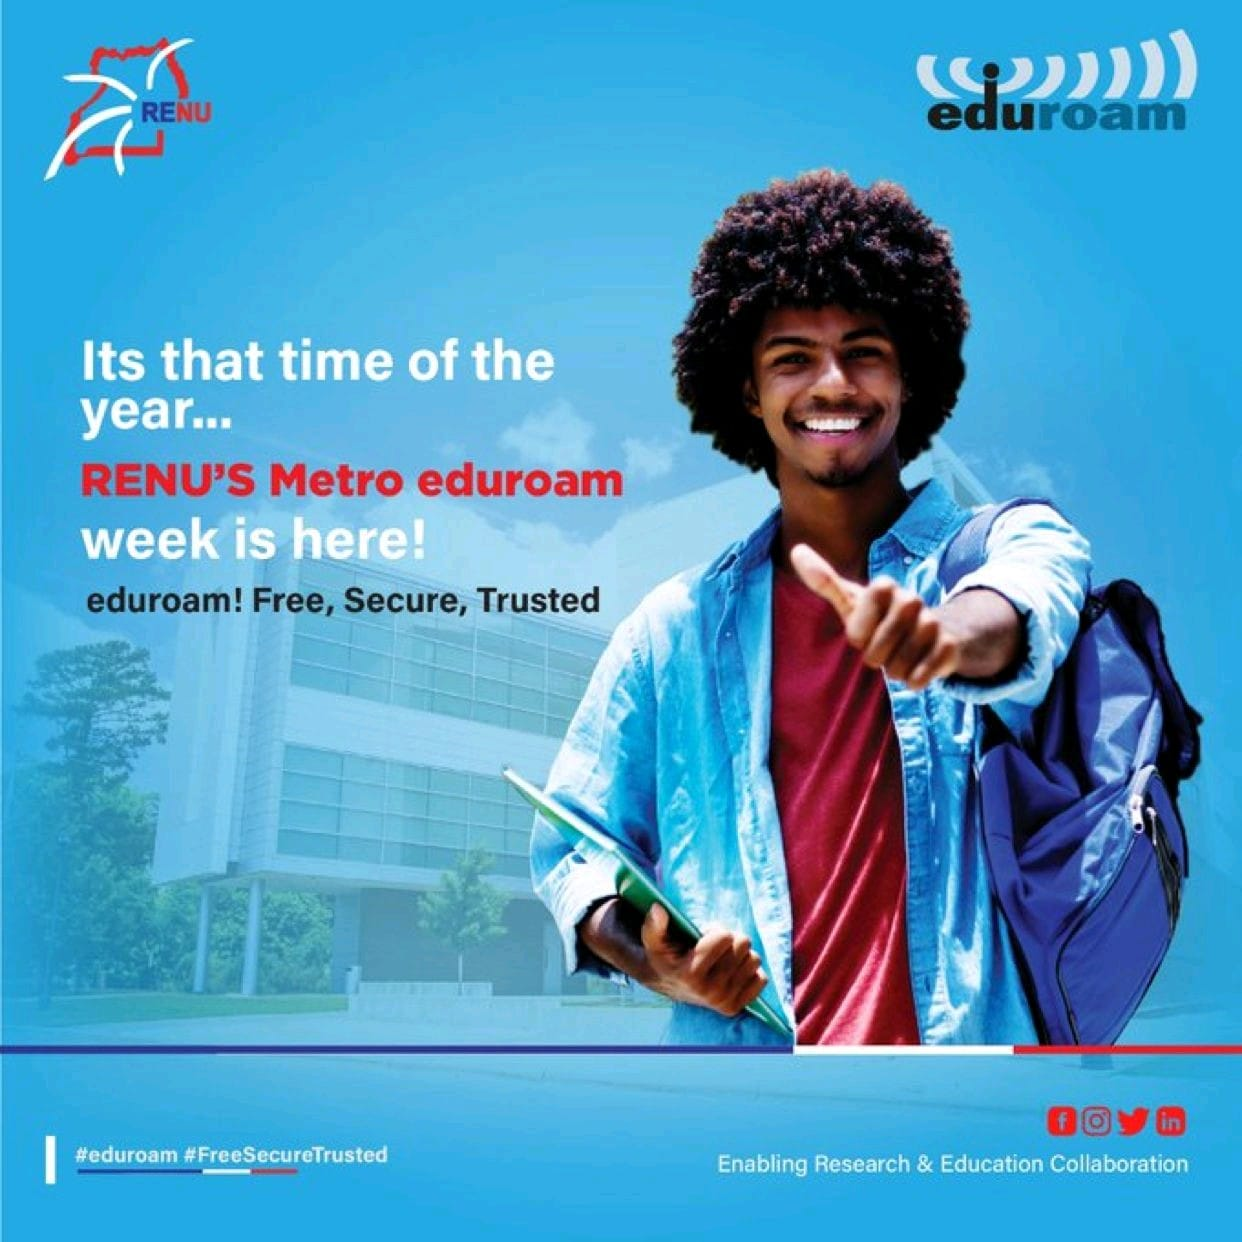 RENU
eduroam
Its that time of the
year...
RENU'S Metro eduroam
week is here!
eduroam! Free, Secure, Trusted
#eduroam #FreeSecureTrusted
Enabling Research & Education Collaboration